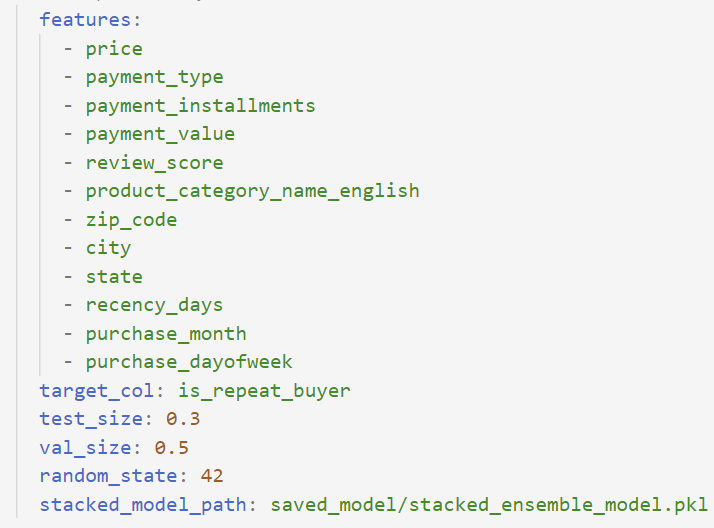 features:
- price
- payment_type
- payment_installments
- payment_value
- review_score
- product_category_name_english
- zip_code
- city
- state
- recency_days
- purchase_month
- purchase_dayofweek
target_col: is_repeat_buyer
test_size: 0.3
val_size: 0.5
random_state: 42
stacked_model_path: saved_model/stacked_ensemble_model.pkl